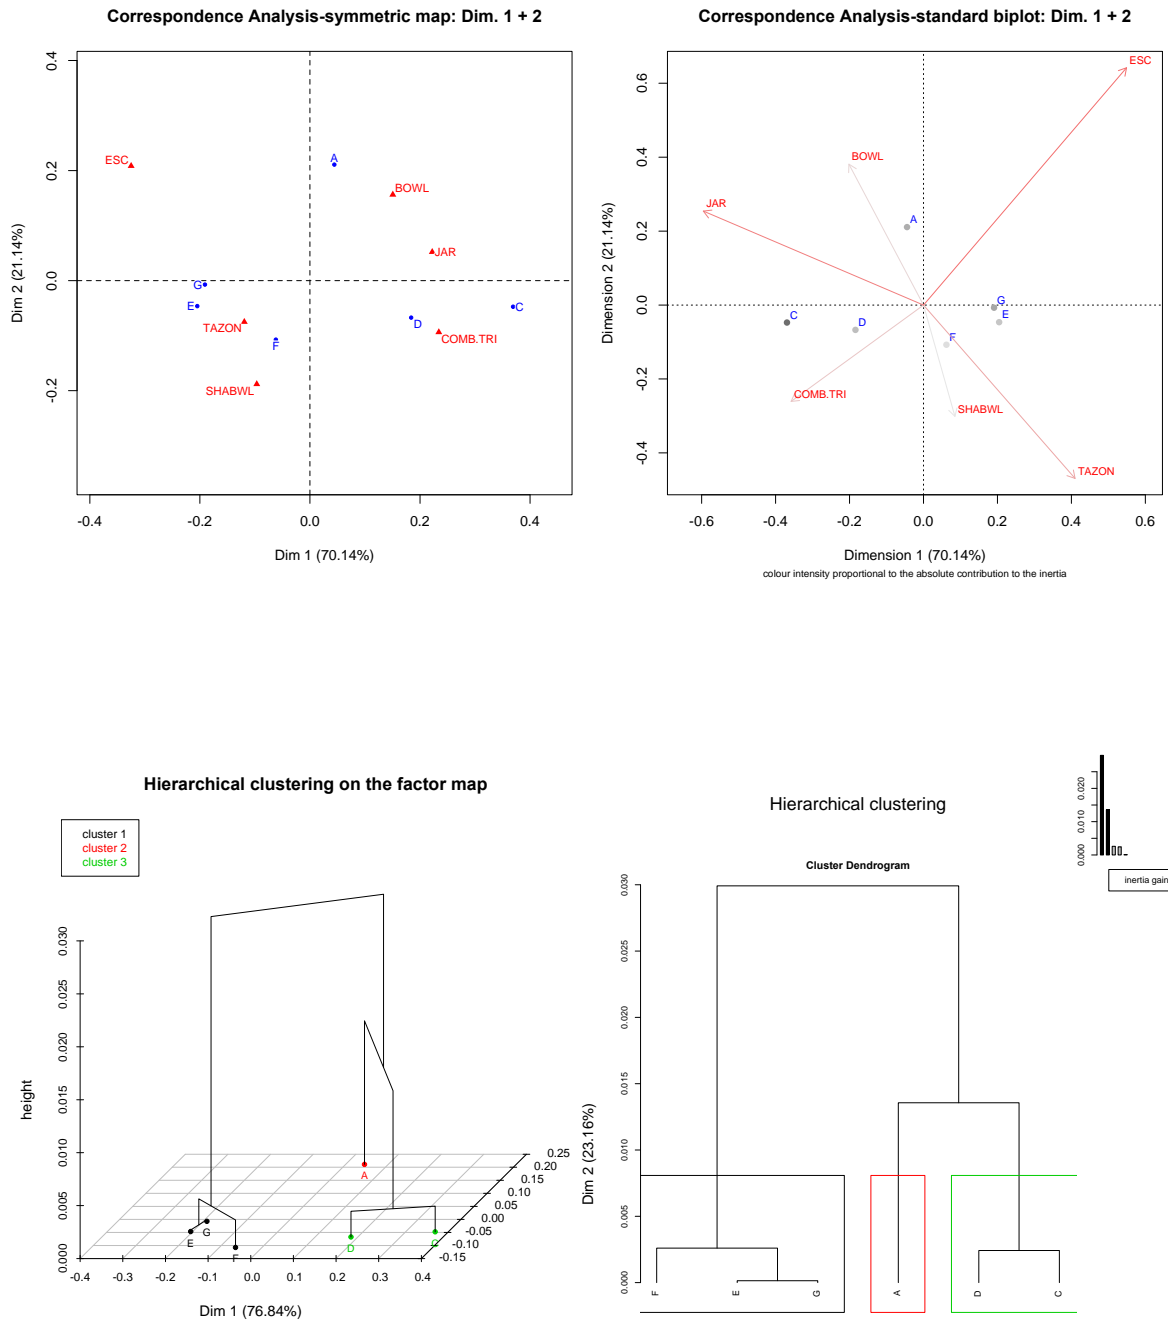 Correspondence Analysis-symmetric map: Dim. 1 + 2
0.4
0.2
0.0
-0.2
Dim 2 (21.14%)
ESC
A
BOWL
JAR
G
E
TAZON
F
D
C
COMB.TRI
SHABWL
-0.4 -0.2 0.0 0.2 0.4
Dim 1 (70.14%)
Correspondence Analysis-standard biplot: Dim. 1 + 2
0.6
0.4
0.2
0.0
-0.2
-0.4
Dimension 2 (21.14%)
ESC
BOWL
JAR
A
G
C
D
E
F
COMB.TRI
SHABWL
TAZON
-0.6 -0.4 -0.2 0.0 0.2 0.4 0.6
Dimension 1 (70.14%)
colour intensity proportional to the absolute contribution to the inertia
Hierarchical clustering on the factor map
cluster 1
cluster 2
cluster 3
0.030
0.025
0.020
0.015
0.010
0.005
0.000
height
A
G
E
F
D
C
0.25
0.20
0.15
0.10
0.05
0.00
-0.05
-0.10
-0.15
-0.4 -0.3 -0.2 -0.1 0.0 0.1 0.2 0.3 0.4
Dim 1 (76.84%)
Hierarchical clustering
0.020
0.010
0.000
inertia gain
Cluster Dendrogram
0.030
0.025
0.020
0.015
0.010
0.005
0.000
Dim 2 (23.16%)
F E G A D C